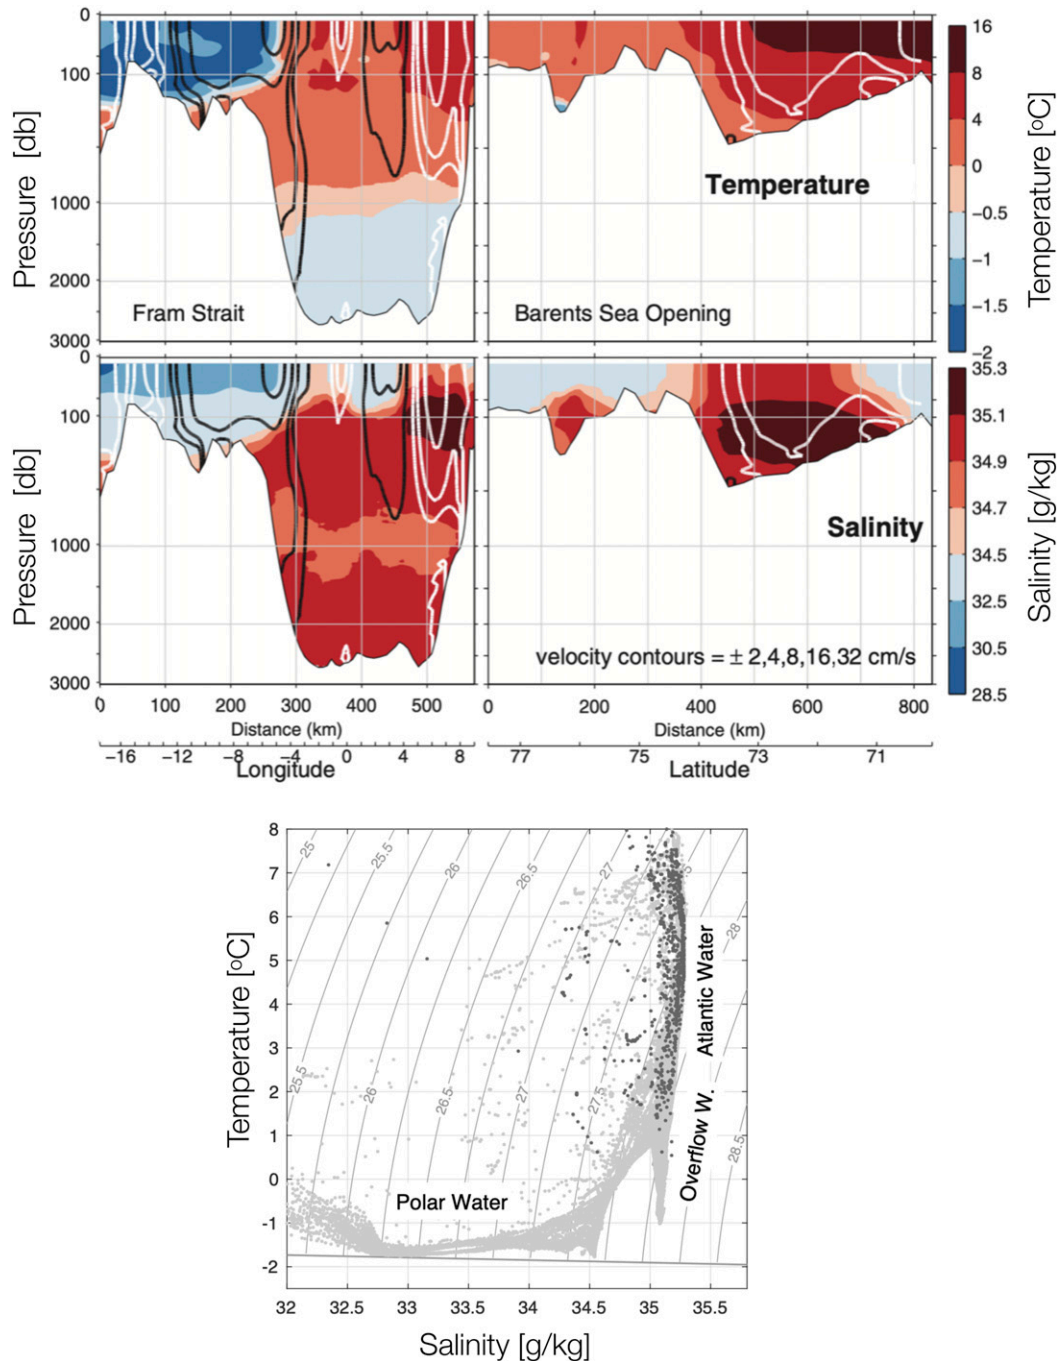 0
100
1000
2000
3000
Pressure [db]
Fram Strait
Temperature
Barents Sea Opening
16
8
4
0
−0.5
−1
−1.5
−2
Temperature [oC]
0
100
1000
2000
3000
Pressure [db]
Salinity
velocity contours = ± 2,4,8,16,32 cm/s
35.3
35.1
34.9
34.7
34.5
32.5
30.5
28.5
Salinity [g/kg]
0 100 200 300 400 500
Distance (km)
−16 −12 −8 −4 0 4 8
Longitude
0 200 400 600 800
Distance (km)
77 75 73 71
Latitude
8
7
6
5
4
3
2
1
0
-1
-2
Temperature [oC]
25
25.5
26
26.5
27
28
25.5
26
26.5
27
27.5
28.5
Atlantic Water
Overflow W.
Polar Water
32 32.5 33 33.5 34 34.5 35 35.5
Salinity [g/kg]